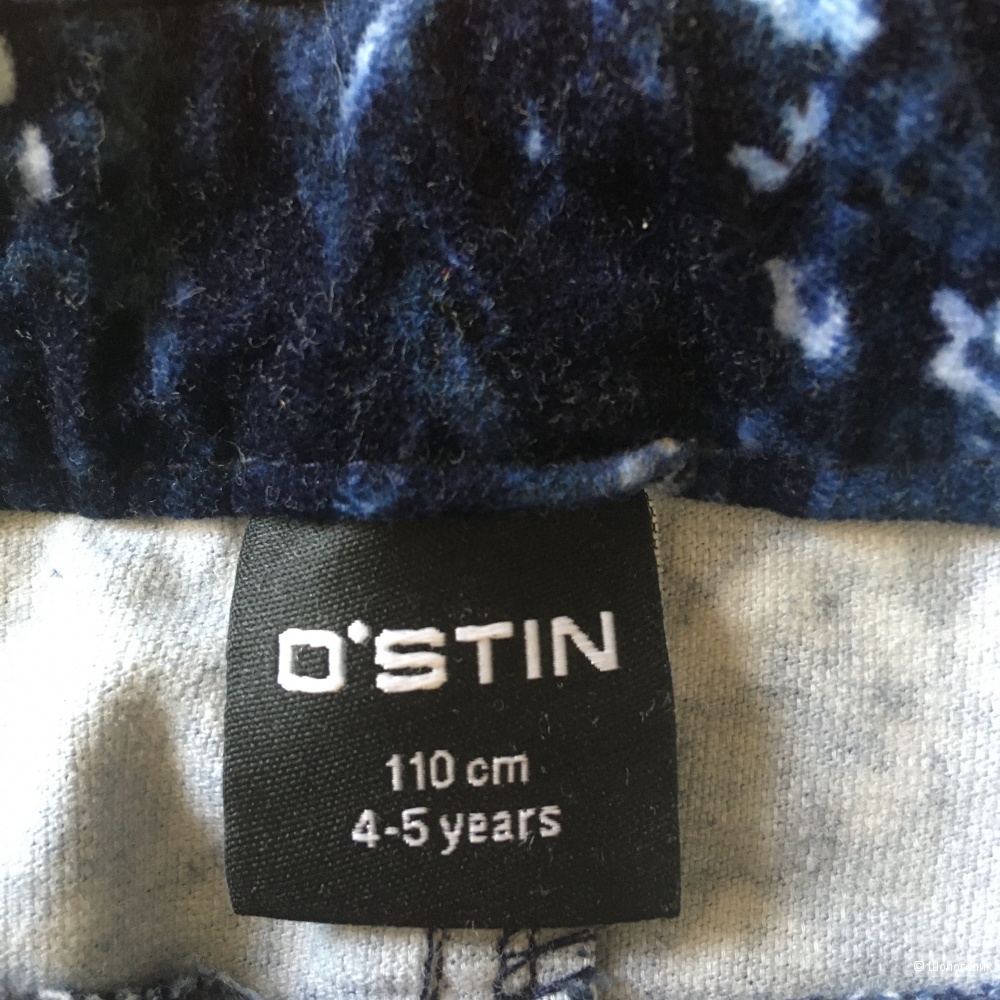 O'STIN
110 cm
4-5 years